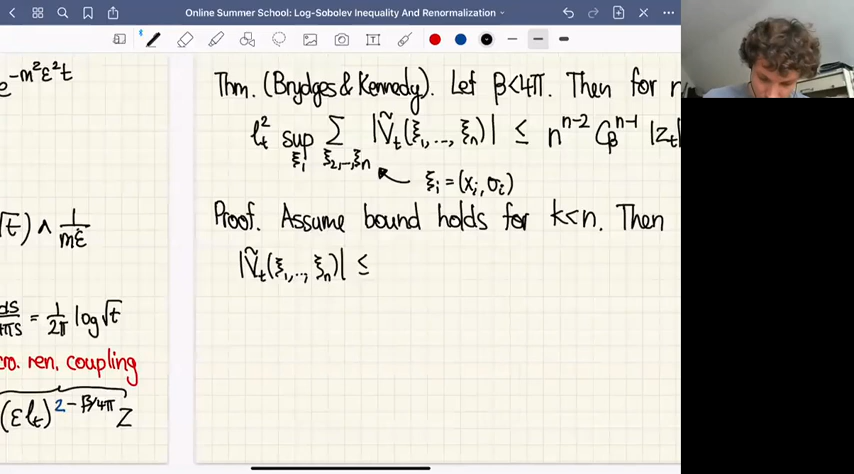 Online Summer School: Log-Sobolev Inequality And Renormalization
e^{-m²ε²t}
√t) ∧ 1/mε
ds/4πs = 1/2π log√t
ren. coupling
(εℓ_t)^{2-β/4π} Z
Thm. (Brydges & Kennedy). Let β<4π. Then for n
ℓ_t² sup_{ξ_1} Σ_{ξ_2,...,ξ_n} |Ṽ_t(ξ_1,...,ξ_n)| ≤ n^{n-2} C_β^{n-1} |z_t|
ξ_i = (x_i, σ_i)
Proof. Assume bound holds for k<n. Then
|Ṽ_t(ξ_1,..,ξ_n)| ≤